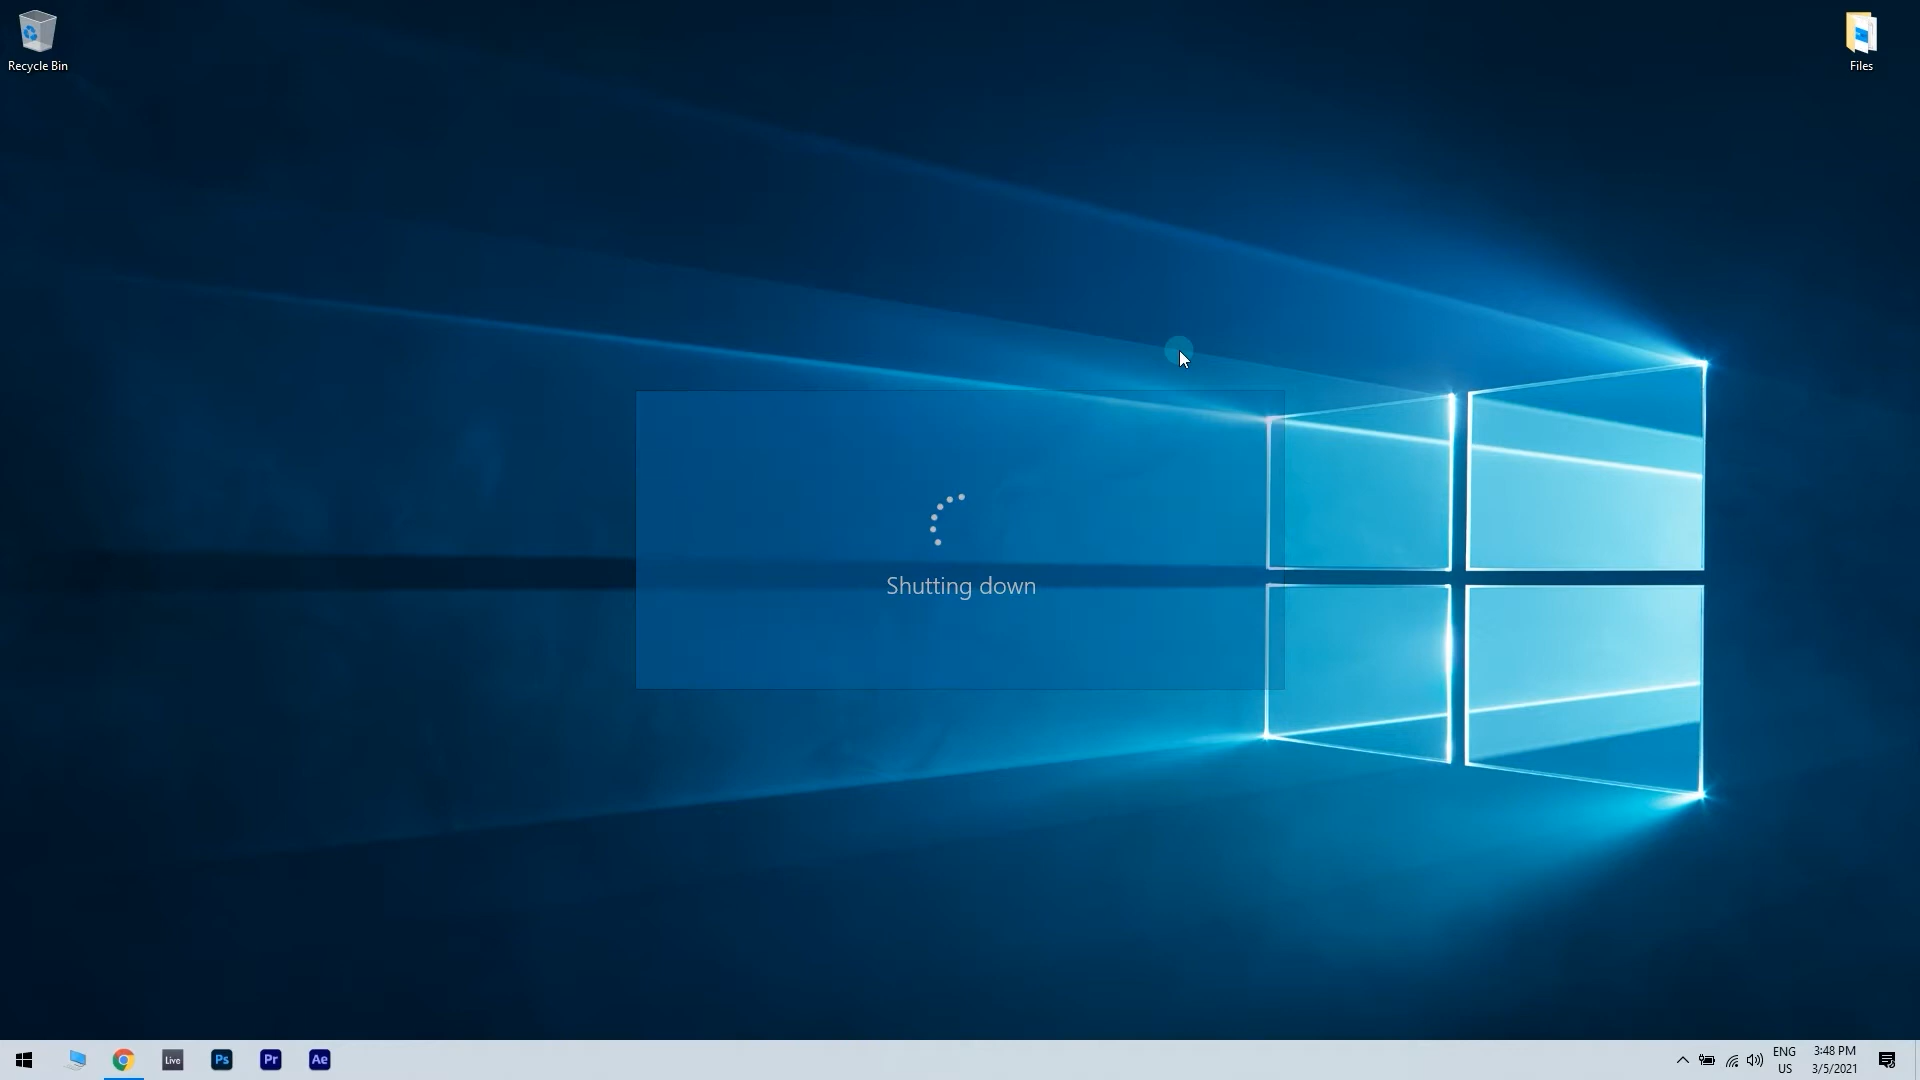 Recycle Bin
Files
Shutting down
Live
Ps
Pr
Ae
ENG
US
3:48 PM
3/5/2021